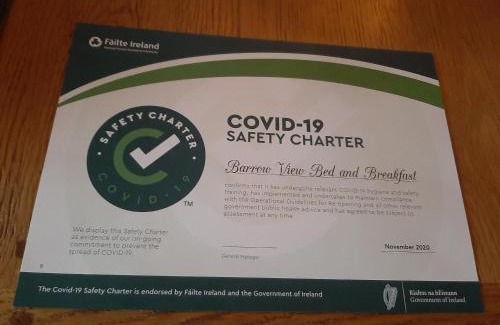 Fáilte Ireland
COVID-19
SAFETY CHARTER
SAFETY CHARTER
COVID-19
TM
Barrow View Bed and Breakfast
confirms that it has undergone relevant COVID-19 hygiene and safety
training, has implemented and undertakes to maintain compliance
with the Operational Guidelines for Re-opening and all other relevant
government public health advice and has agreed to be subject to
assessment at any time.
We display this Safety Charter
as evidence of our on-going
commitment to prevent the
spread of COVID-19.
General Manager
November 2020
The Covid-19 Safety Charter is endorsed by Fáilte Ireland and the Government of Ireland
Rialtas na hÉireann
Government of Ireland